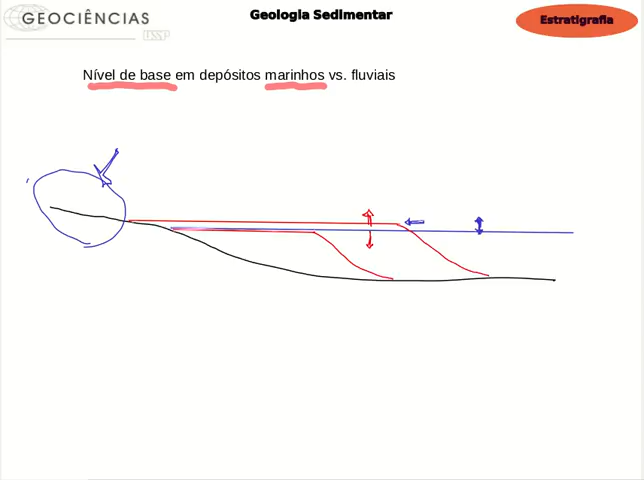 GEOCIÊNCIAS
USP
Geologia Sedimentar
Estratigrafia
Nível de base em depósitos marinhos vs. fluviais